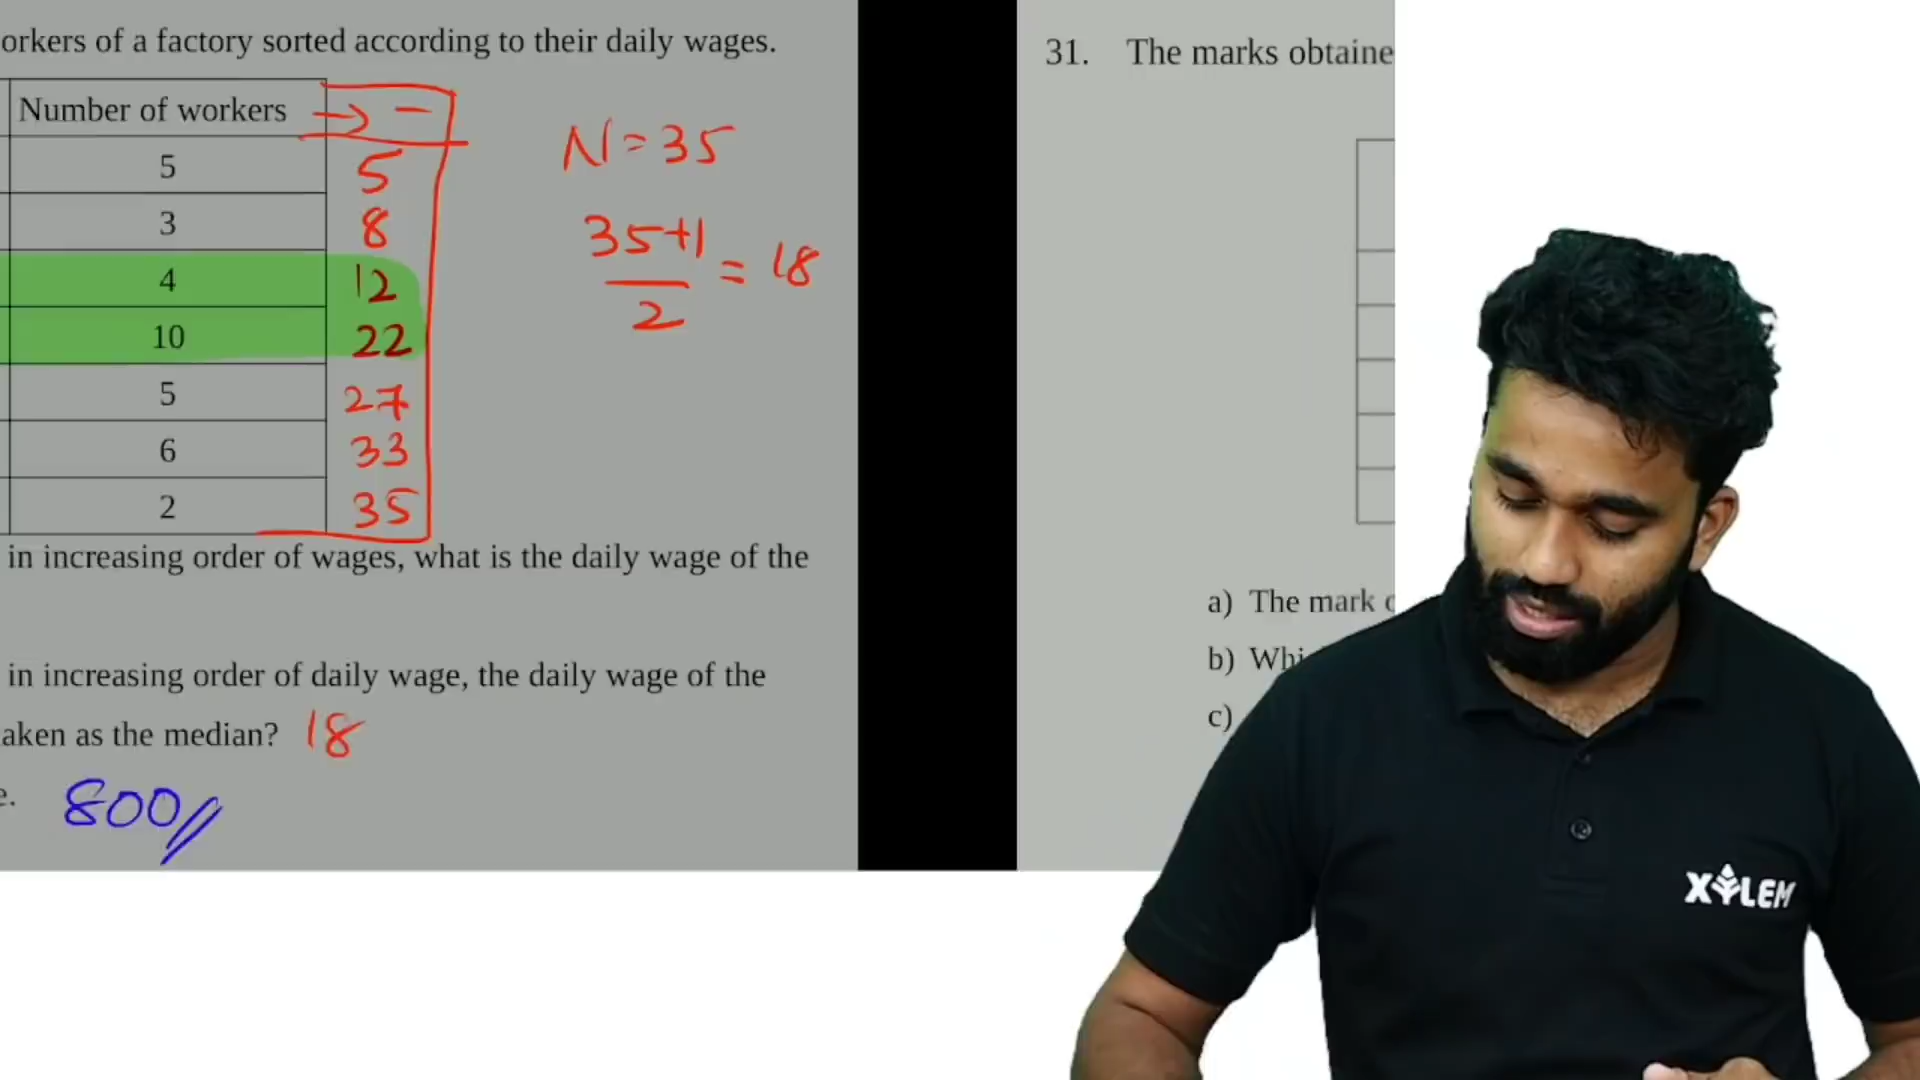 orkers of a factory sorted according to their daily wages.
Number of workers → –
5 5
3 8
4 12
10 22
5 27
6 33
2 35
N = 35
35+1
2
= 18
in increasing order of wages, what is the daily wage of the
in increasing order of daily wage, the daily wage of the
aken as the median? 18
e. 800//
31. The marks obtaine
a) The mark
b) Whi
c)
XYLEM